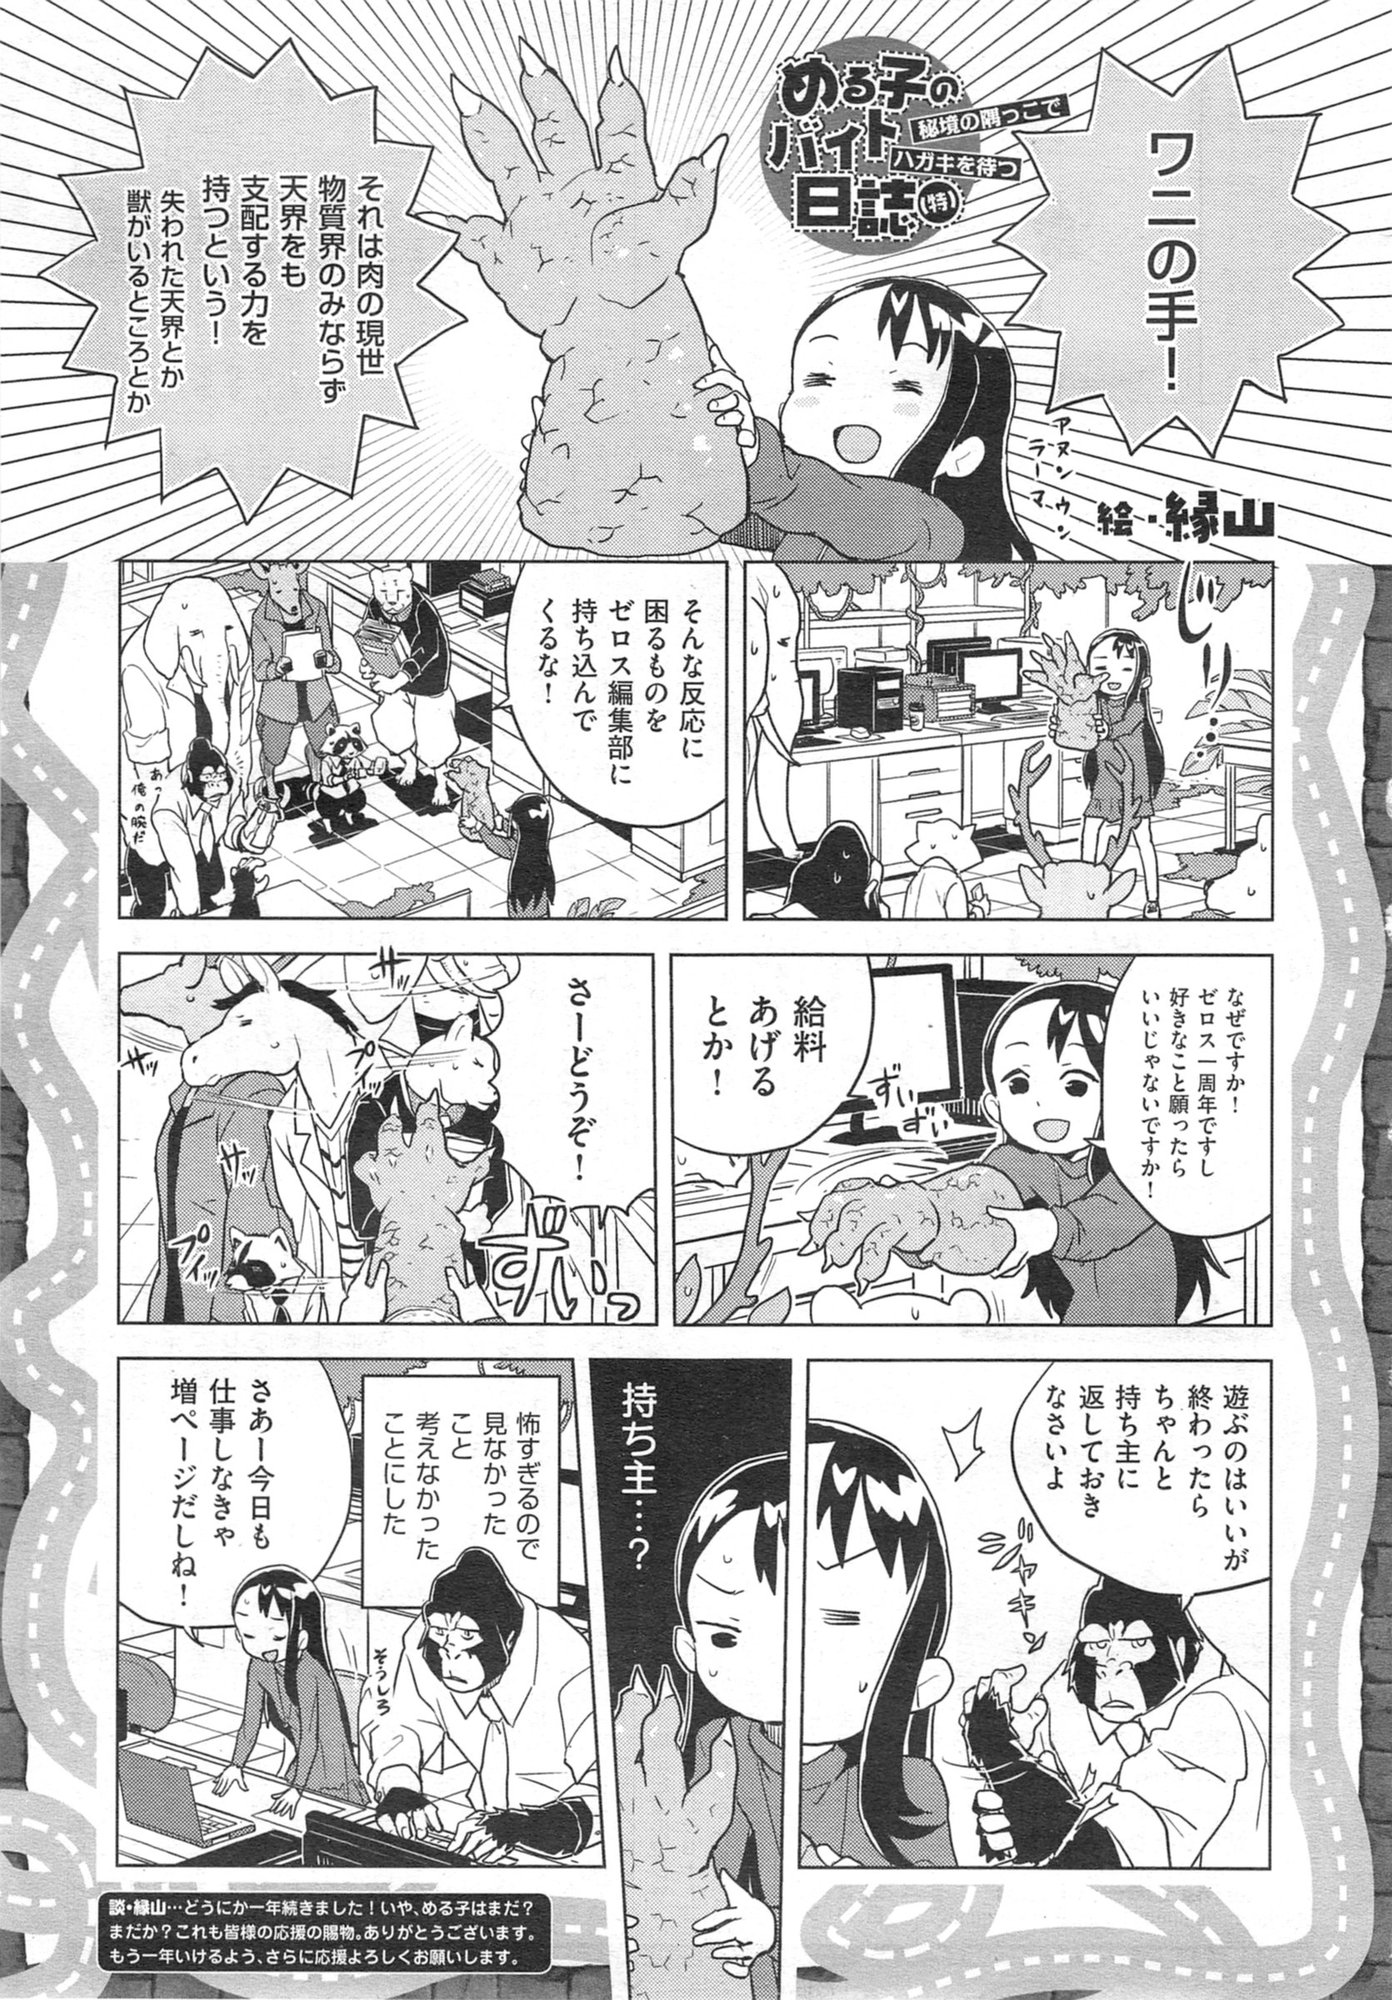 める子の
バイト
日誌(特)
秘境の隅っこで
ハガキを待つ
ワニの手!
アヌンウン
ラーマ
絵・縁山
それは肉の現世
物質界のみならず
天界をも
支配する力を
持つという!
失われた天界とか
獣がいるところとか
じ…
そんな反応に
困るものを
ゼロス編集部に
持ち込んで
くるな!
あっ
俺の腕だ
なぜですか!
ゼロス一周年ですし
好きなこと願ったら
いいじゃないですか!
給料
あげる
とか!
ずいずい
さーどうぞ!
ずいっ
サッ
プイッ
遊ぶのはいいが
終わったら
ちゃんと
持ち主に
返しておき
なさいよ
ジャキン
持ち主…?
怖すぎるので
見なかった
こと
考えなかった
ことにした
そうしろ
さあー今日も
仕事しなきゃ
増ページだしね!
談・縁山…どうにか一年続きました!いや、める子はまだ?
まだか?これも皆様の応援の賜物。ありがとうございます。
もう一年いけるよう、さらに応援よろしくお願いします。